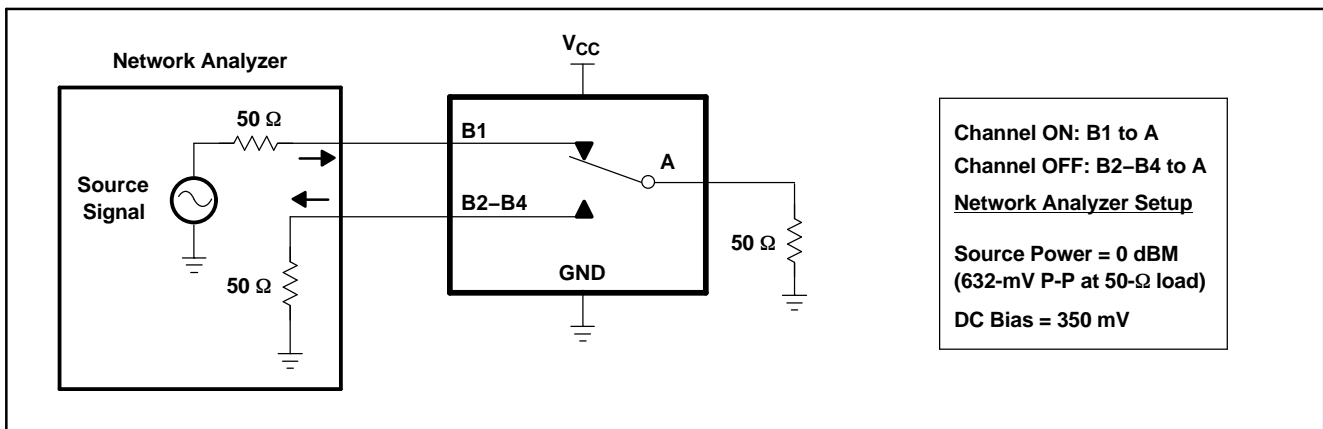 V_CC
Network Analyzer
50 Ω
B1
A
Source
Signal
B2–B4
50 Ω
50 Ω
GND
Channel ON: B1 to A
Channel OFF: B2–B4 to A
Network Analyzer Setup
Source Power = 0 dBM
(632-mV P-P at 50-Ω load)
DC Bias = 350 mV